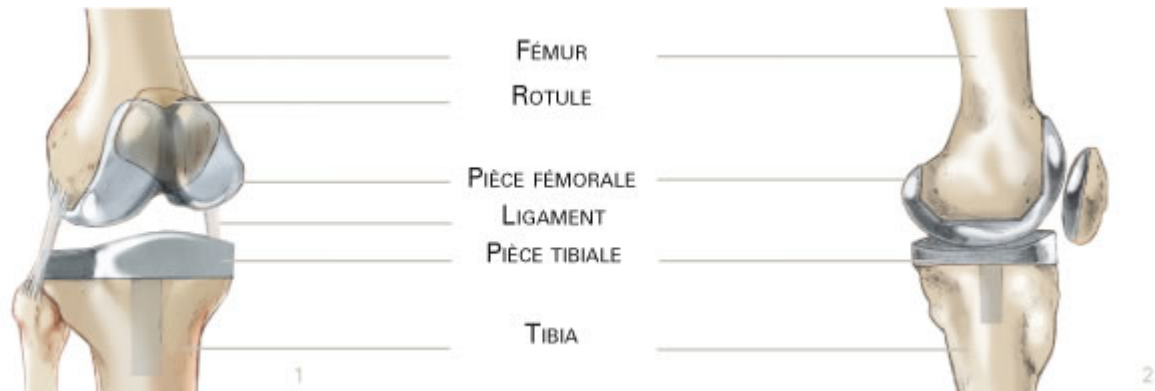 Fémur
Rotule
Pièce fémorale
Ligament
Pièce tibiale
Tibia
1
2